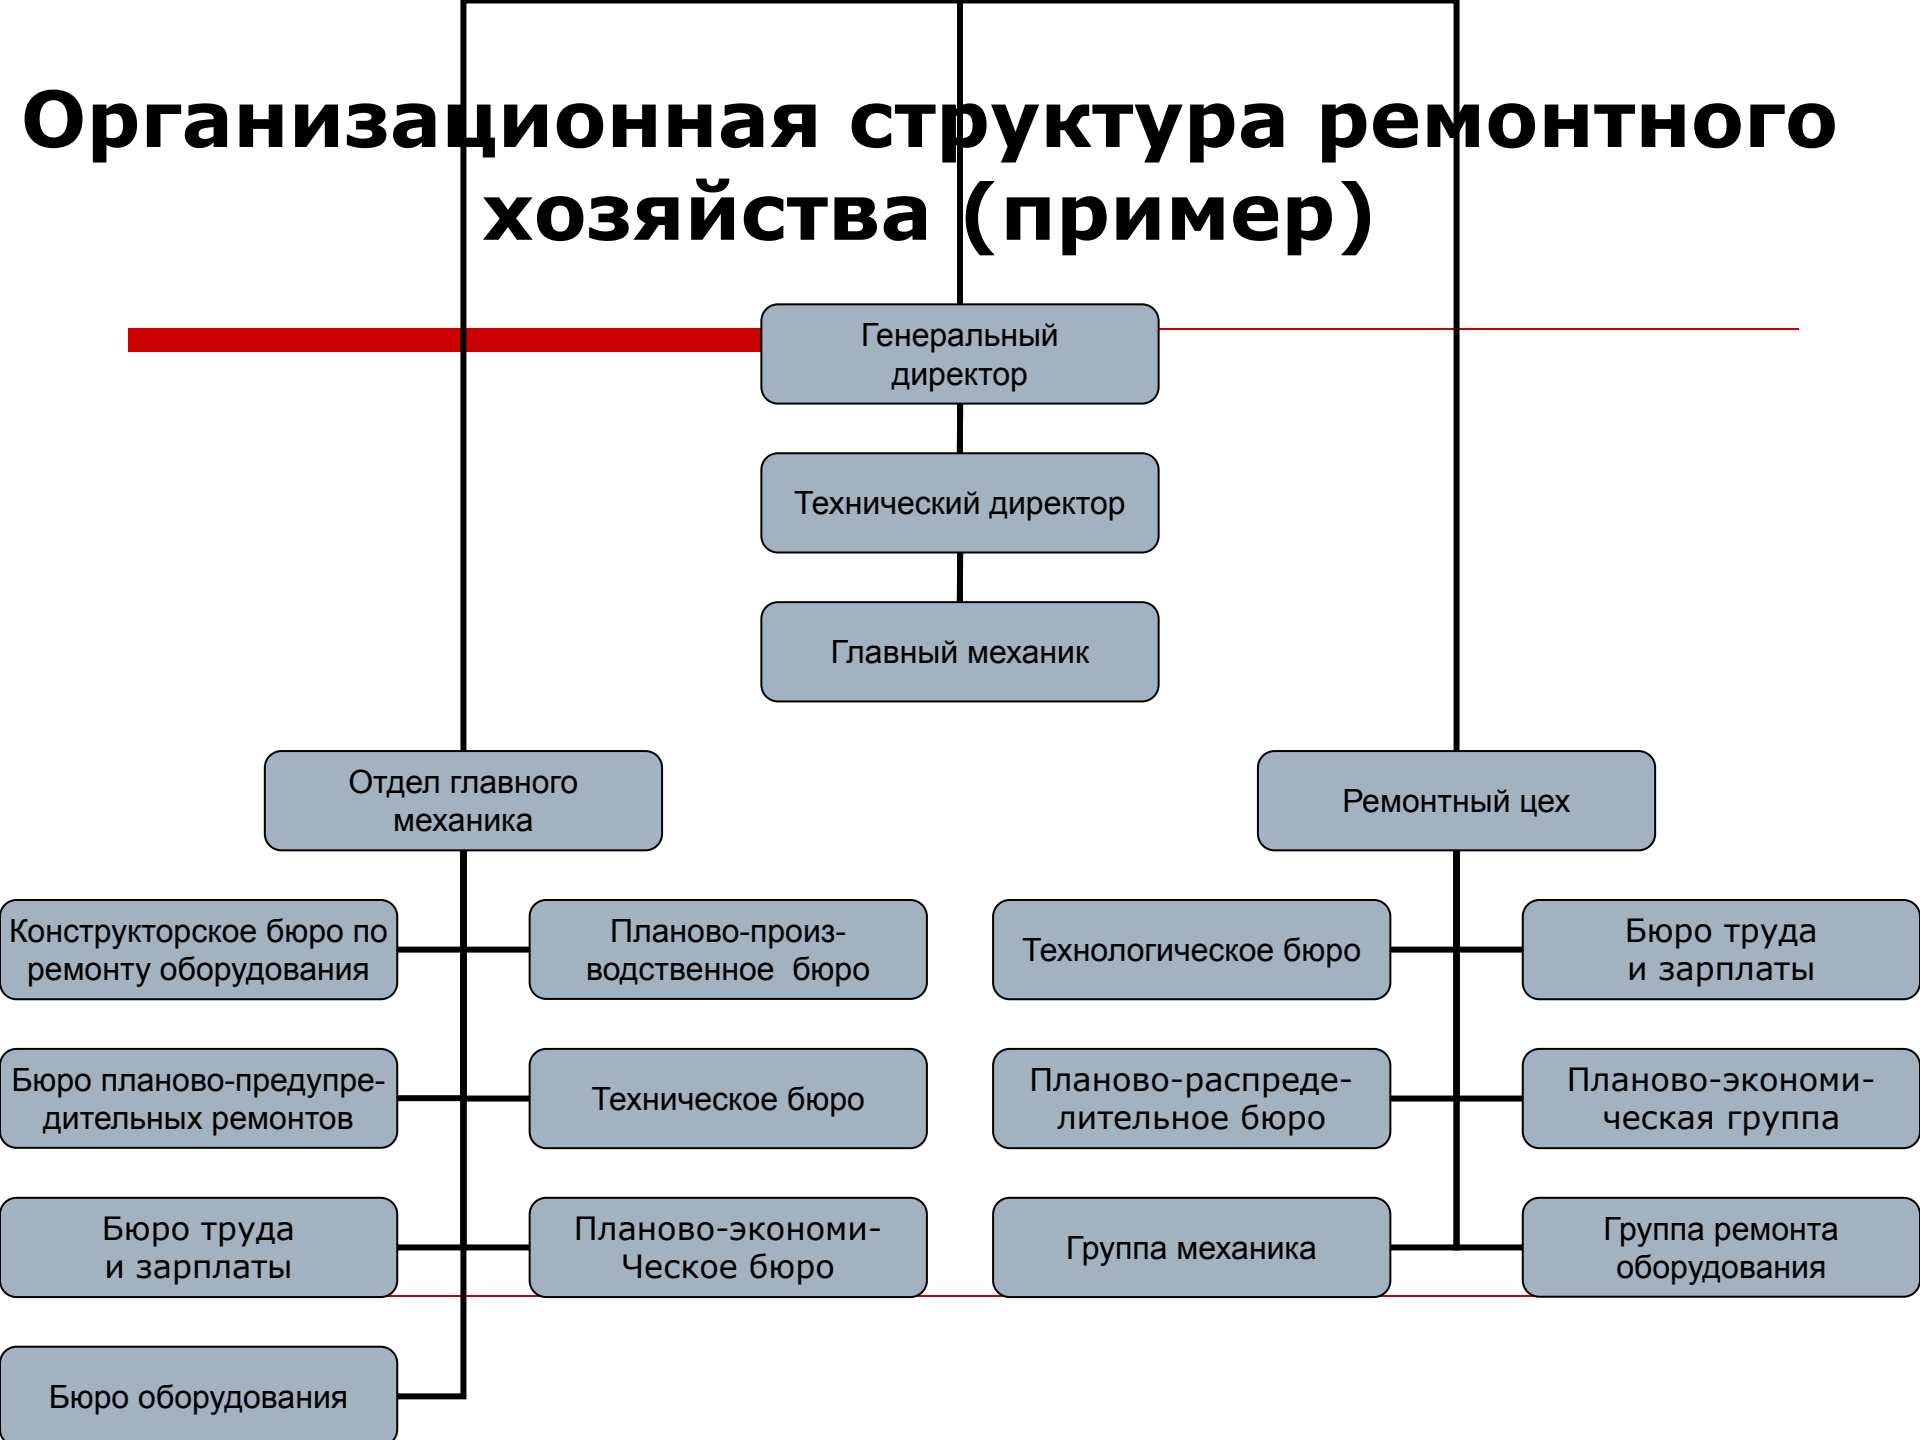 Организационная структура ремонтного
хозяйства (пример)
Генеральный
директор
Технический директор
Главный механик
Отдел главного
механика
Ремонтный цех
Конструкторское бюро по
ремонту оборудования
Планово-произ-
водственное  бюро
Технологическое бюро
Бюро труда
и зарплаты
Бюро планово-предупре-
дительных ремонтов
Техническое бюро
Планово-распреде-
лительное бюро
Планово-экономи-
ческая группа
Бюро труда
и зарплаты
Планово-экономи-
Ческое бюро
Группа механика
Группа ремонта
оборудования
Бюро оборудования